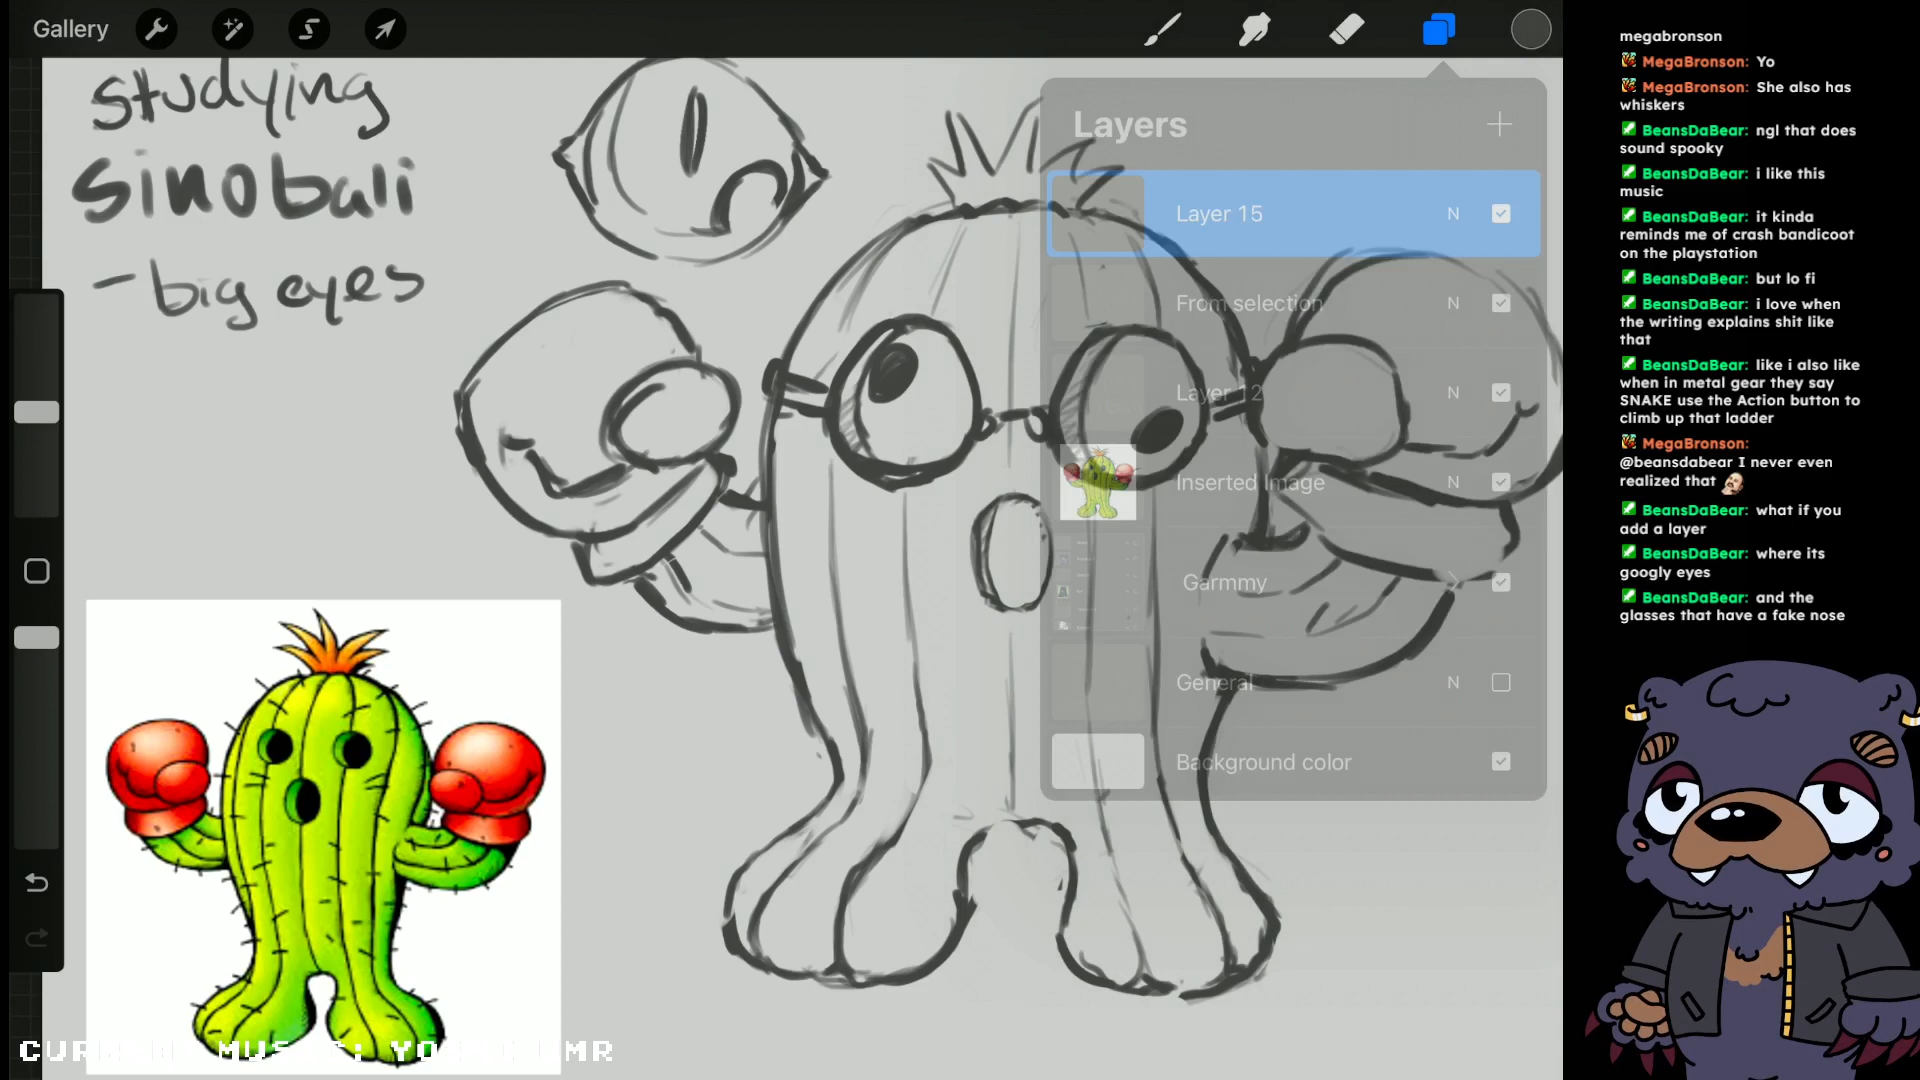 Gallery
studying
sinobali
- big eyes
Layers
Layer 15 N
From selection N
Layer 12 N
Inserted Image N
Garmmy
General N
Background color
megabronson
MegaBronson: Yo
MegaBronson: She also has
whiskers
BeansDaBear: ngl that does
sound spooky
BeansDaBear: i like this
music
BeansDaBear: it kinda
reminds me of crash bandicoot
on the playstation
BeansDaBear: but lo fi
BeansDaBear: i love when
the writing explains shit like
that
BeansDaBear: like i also like
when in metal gear they say
SNAKE use the Action button to
climb up that ladder
MegaBronson:
@beansdabear I never even
realized that
BeansDaBear: what if you
add a layer
BeansDaBear: where its
googly eyes
BeansDaBear: and the
glasses that have a fake nose